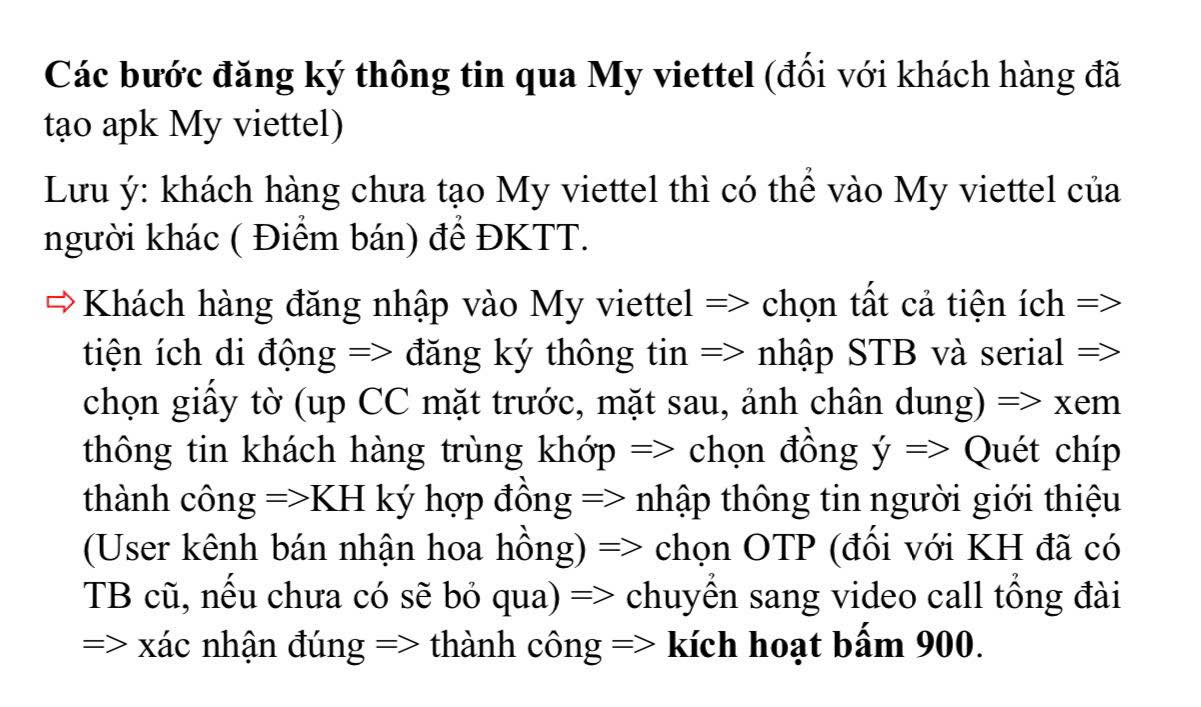 Các bước đăng ký thông tin qua My viettel (đối với khách hàng đã
tạo apk My viettel)
Lưu ý: khách hàng chưa tạo My viettel thì có thể vào My viettel của
người khác ( Điểm bán) để ĐKTT.
⇨ Khách hàng đăng nhập vào My viettel => chọn tất cả tiện ích =>
tiện ích di động => đăng ký thông tin => nhập STB và serial =>
chọn giấy tờ (up CC mặt trước, mặt sau, ảnh chân dung) => xem
thông tin khách hàng trùng khớp => chọn đồng ý => Quét chíp
thành công =>KH ký hợp đồng => nhập thông tin người giới thiệu
(User kênh bán nhận hoa hồng) => chọn OTP (đối với KH đã có
TB cũ, nếu chưa có sẽ bỏ qua) => chuyển sang video call tổng đài
=> xác nhận đúng => thành công => kích hoạt bấm 900.